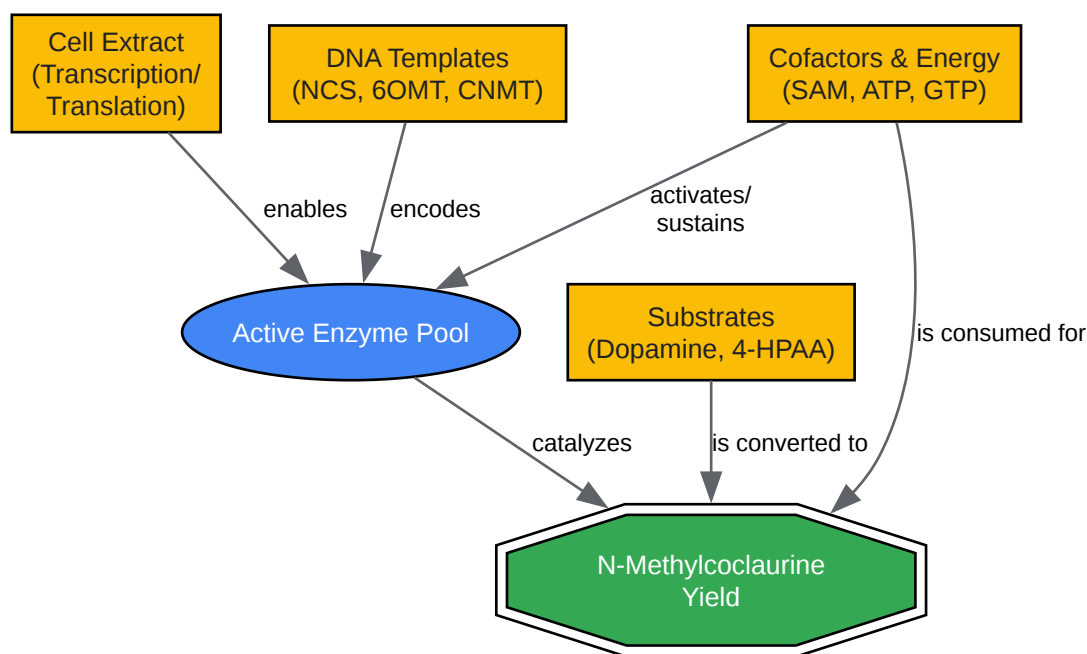 Cell Extract
(Transcription/
Translation)
DNA Templates
(NCS, 6OMT, CNMT)
Cofactors & Energy
(SAM, ATP, GTP)
enables
encodes
activates/
sustains
Active Enzyme Pool
Substrates
(Dopamine, 4-HPAA)
is consumed for
catalyzes
is converted to
N-Methylcoclaurine
Yield